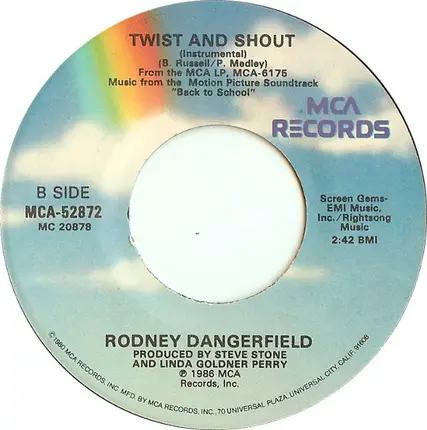 TWIST AND SHOUT
(Instrumental)
(B. Russell/P. Medley)
From the MCA LP, MCA-6175
Music from the Motion Picture Soundtrack
"Back to School"
MCA
RECORDS
B SIDE
MCA-52872
MC 20878
Screen Gems-
EMI Music,
Inc./Rightsong
Music
2:42 BMI
RODNEY DANGERFIELD
PRODUCED BY STEVE STONE
AND LINDA GOLDNER PERRY
℗ 1986 MCA
Records, Inc.
©1980 MCA RECORDS, INC. MFG. BY MCA RECORDS, INC., 70 UNIVERSAL PLAZA, UNIVERSAL CITY, CALIF. 91608